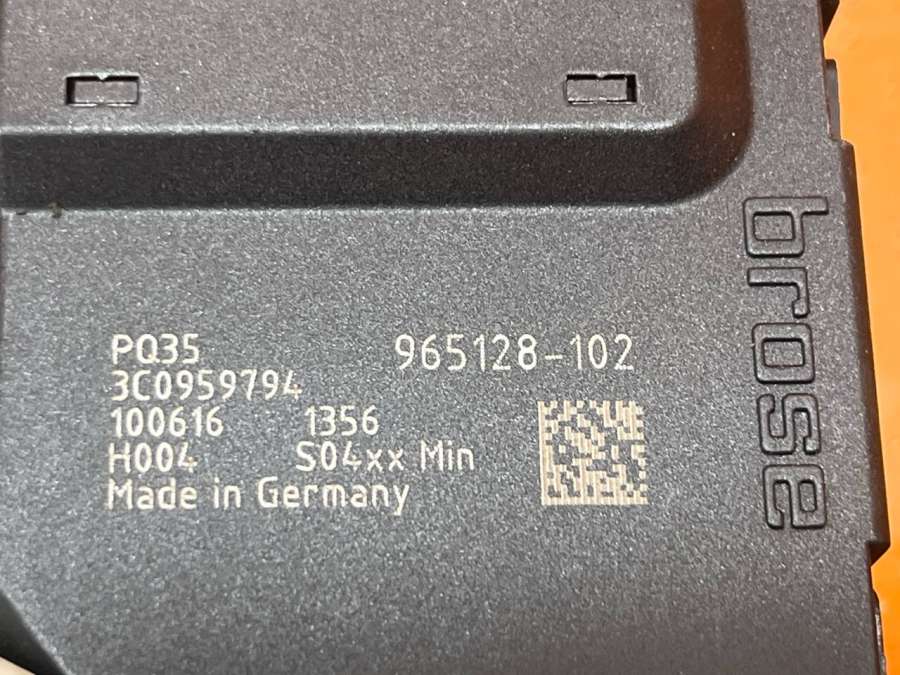 PQ35 965128-102
3C0959794
100616 1356
H004 S04xx Min
Made in Germany
brose